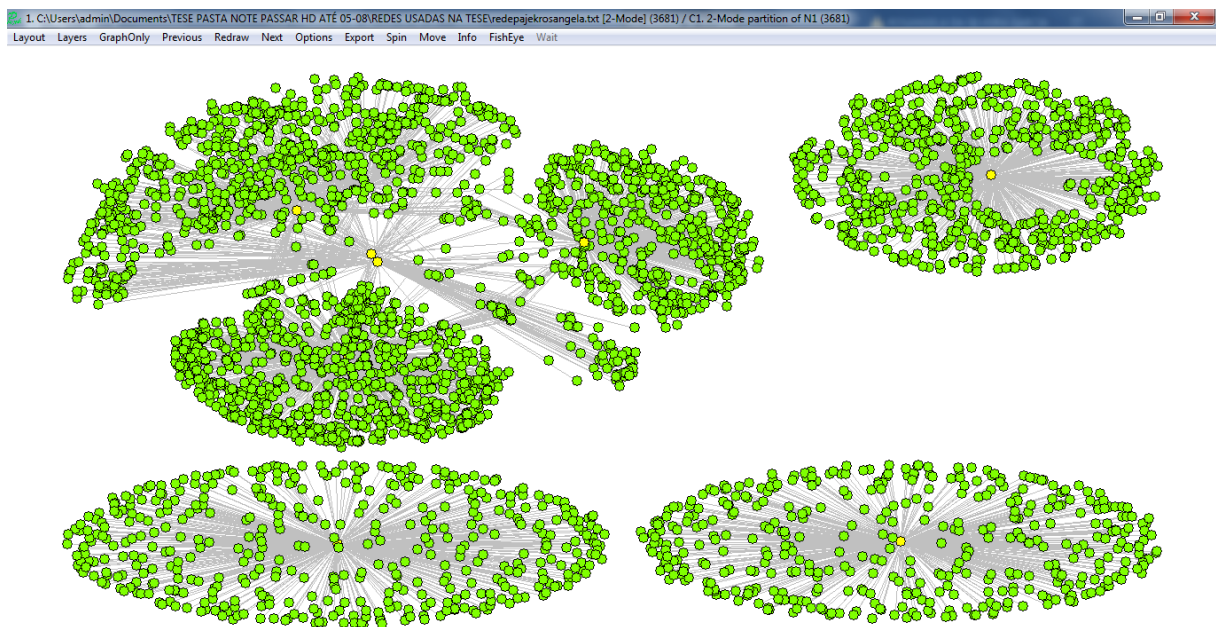 1. C:\Users\admin\Documents\TESE PASTA NOTE PASSAR HD ATÉ 05-08\REDES USADAS NA TESE\redepajekrosangela.txt [2-Mode] (3681) / C1. 2-Mode partition of N1 (3681)
Layout Layers GraphOnly Previous Redraw Next Options Export Spin Move Info FishEye Wait